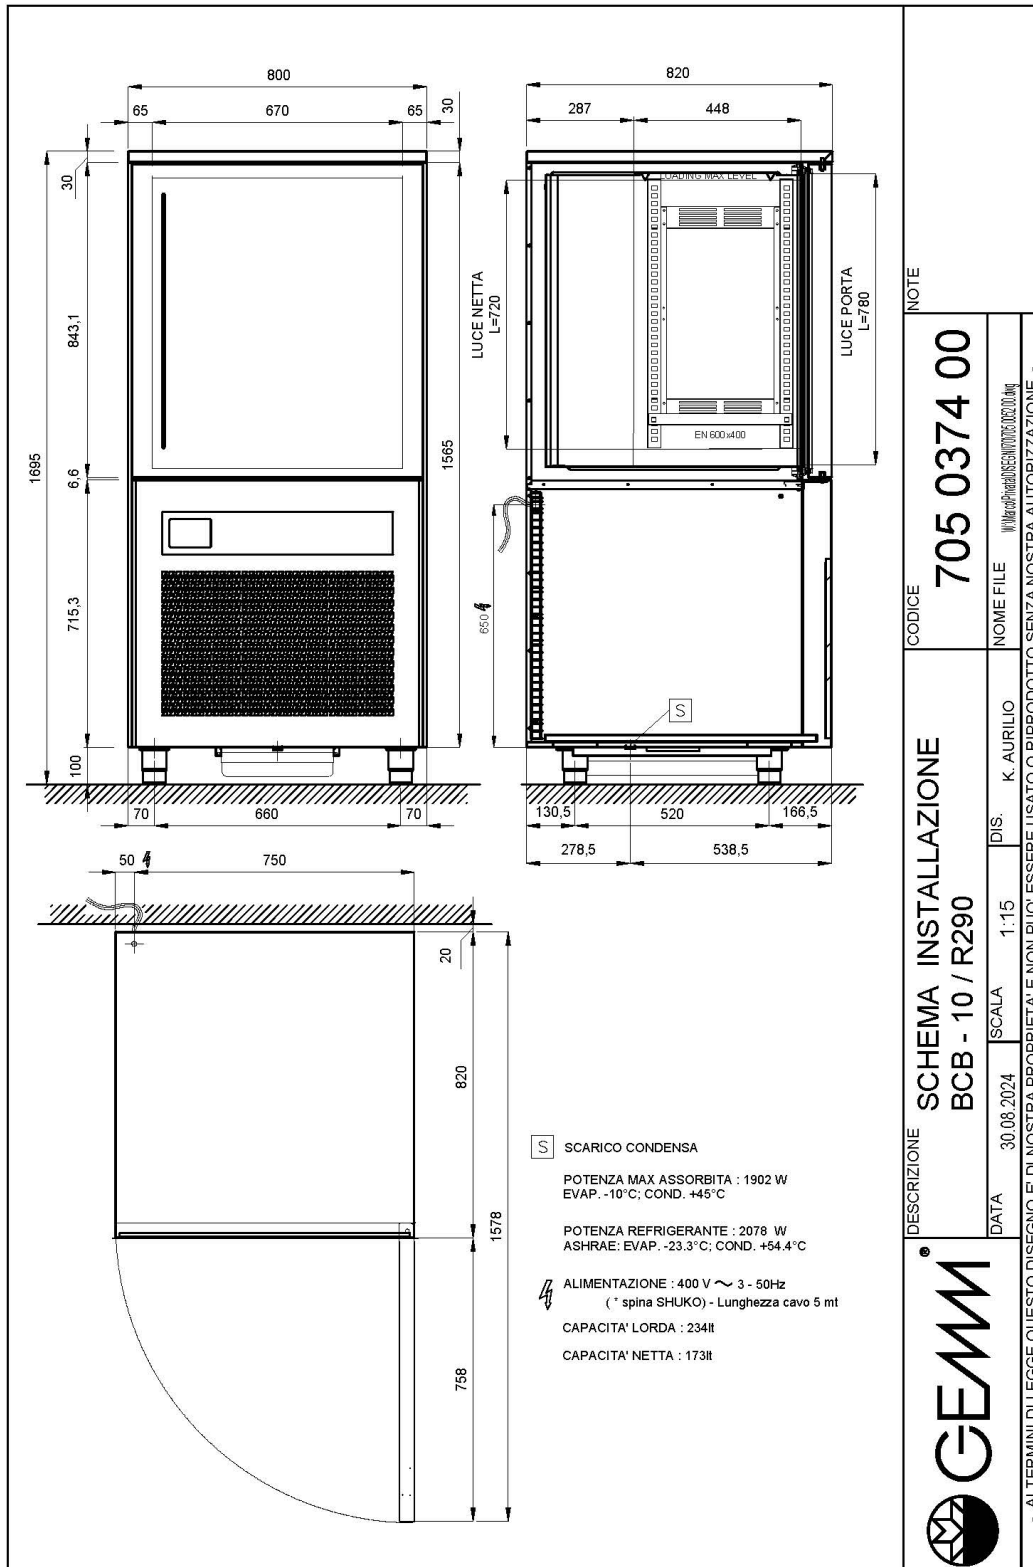 800
65
670
65
30
30
843,1
1695
6,6
1565
715,3
100
70
660
70
820
287
448
LOADING MAX LEVEL
LUCE NETTA
L=720
LUCE PORTA
L=780
EN 600x400
650
S
130,5
520
166,5
278,5
538,5
50
750
20
820
1578
758
S SCARICO CONDENSA
POTENZA MAX ASSORBITA : 1902 W
EVAP. -10°C; COND. +45°C
POTENZA REFRIGERANTE : 2078 W
ASHRAE: EVAP. -23.3°C; COND. +54.4°C
ALIMENTAZIONE : 400 V ~ 3 - 50Hz
( * spina SHUKO) - Lunghezza cavo 5 mt
CAPACITA' LORDA : 234lt
CAPACITA' NETTA : 173lt
NOTE
CODICE
705 0374 00
NOME FILE
DESCRIZIONE
SCHEMA INSTALLAZIONE
BCB - 10 / R290
DATA
30.08.2024
SCALA
1:15
DIS.
K. AURILIO
GEMM ®
AI TERMINI DI LEGGE QUESTO DISEGNO E' DI NOSTRA PROPRIETA' E NON PUO' ESSERE USATO O RIPRODOTTO SENZA NOSTRA AUTORIZZAZIONE